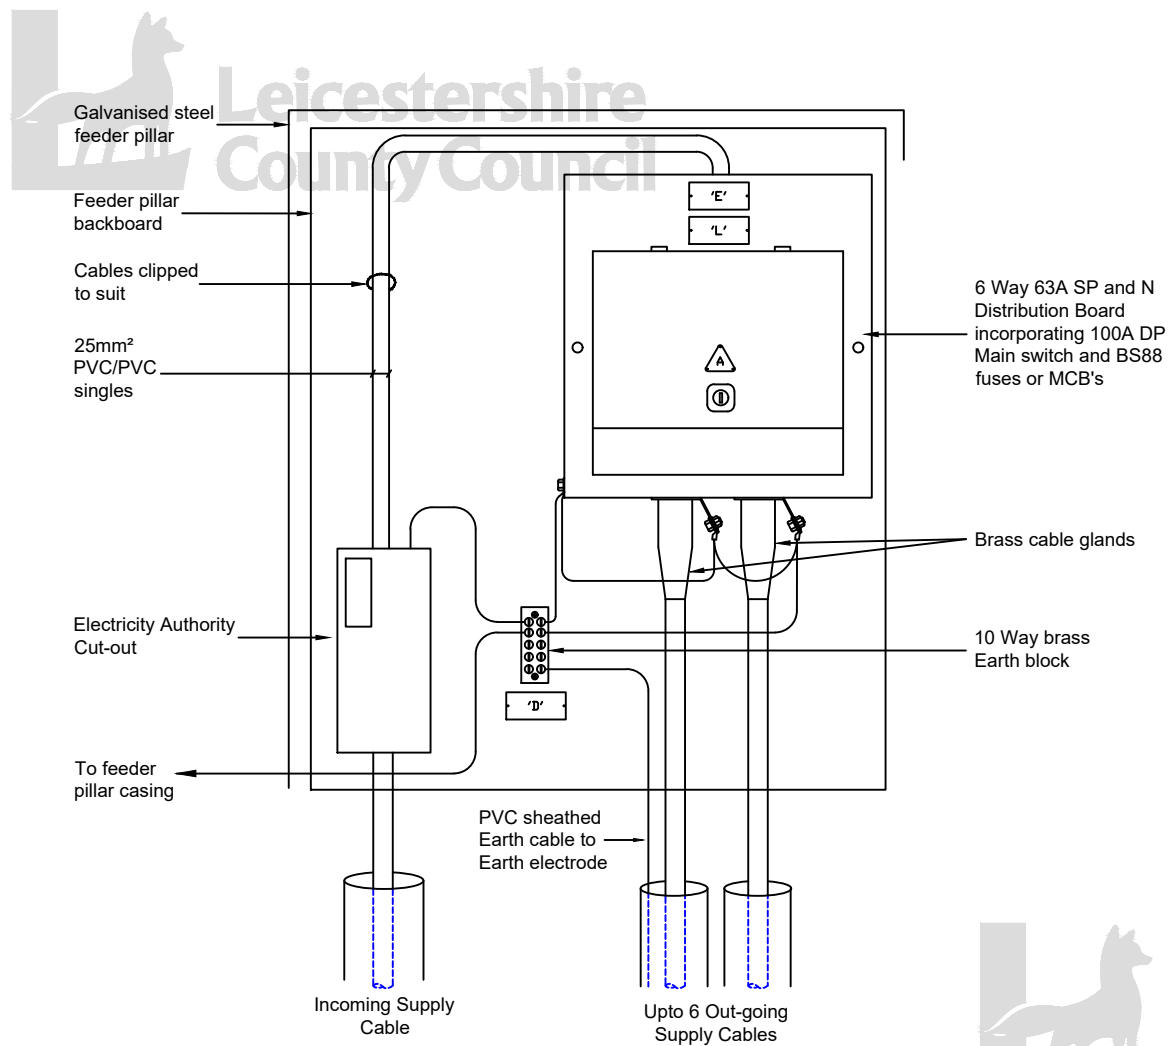 Leicestershire
County Council
Galvanised steel
feeder pillar
Feeder pillar
backboard
Cables clipped
to suit
25mm²
PVC/PVC
singles
'E'
'L'
A
6 Way 63A SP and N
Distribution Board
incorporating 100A DP
Main switch and BS88
fuses or MCB's
Brass cable glands
Electricity Authority
Cut-out
10 Way brass
Earth block
'D'
To feeder
pillar casing
PVC sheathed
Earth cable to
Earth electrode
Incoming Supply
Cable
Upto 6 Out-going
Supply Cables